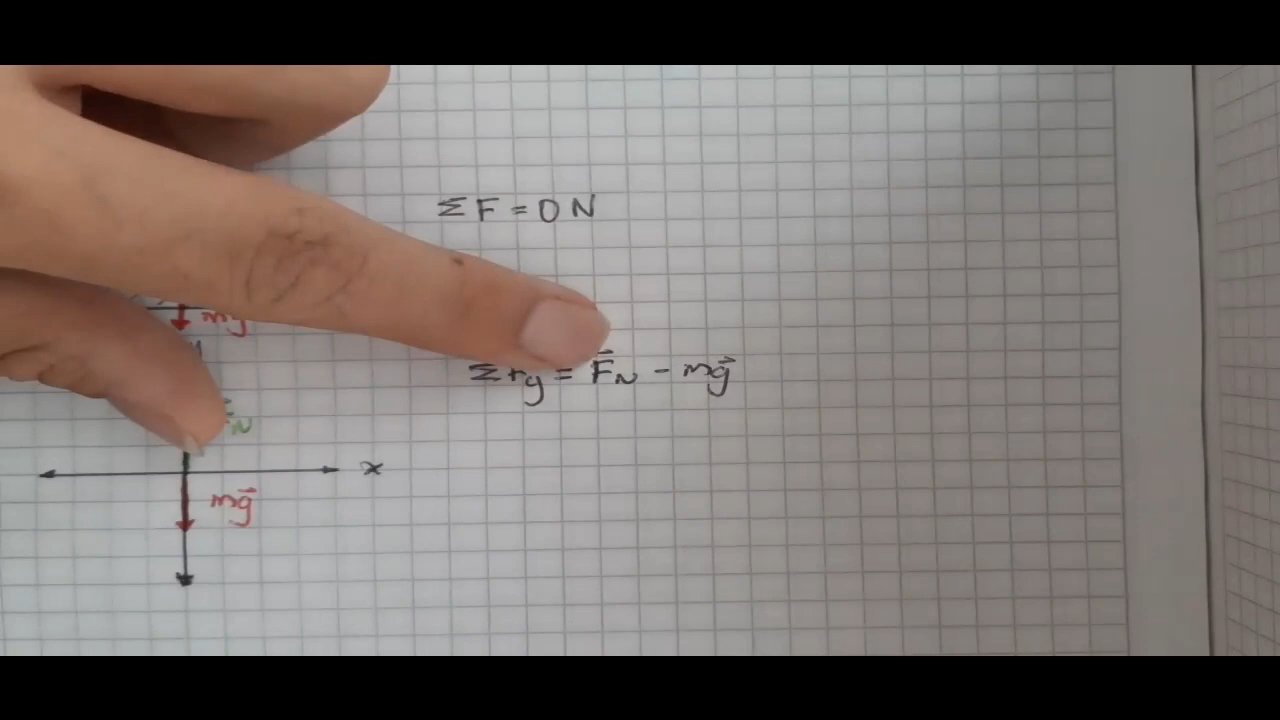 ΣF = 0 N
mg⃗
ΣFy = F⃗N - mg⃗
N
x
mg⃗